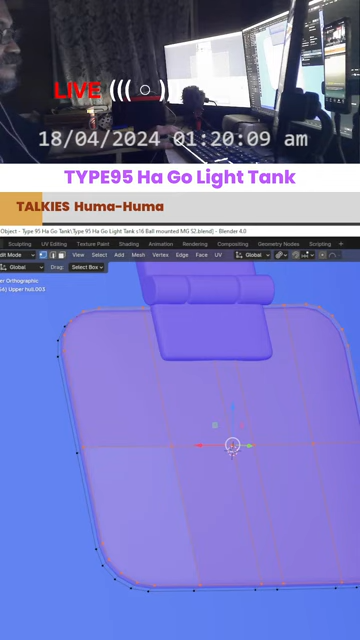 LIVE ((( ○ ))
18/04/2024 01:20:09 am
TYPE95 Ha Go Light Tank
TALKIES Huma-Huma
Object - Type 95 Ha Go Tank\Type 95 Ha Go Light Tank c16 Ball mounted MG S2.blend] - Blender 4.0
Sculpting UV Editing Texture Paint Shading Animation Rendering Compositing Geometry Nodes Scripting
dit Mode View Select Add Mesh Vertex Edge Face UV
Global Drag: Select Box Global
er Orthographic
Upper hull.003